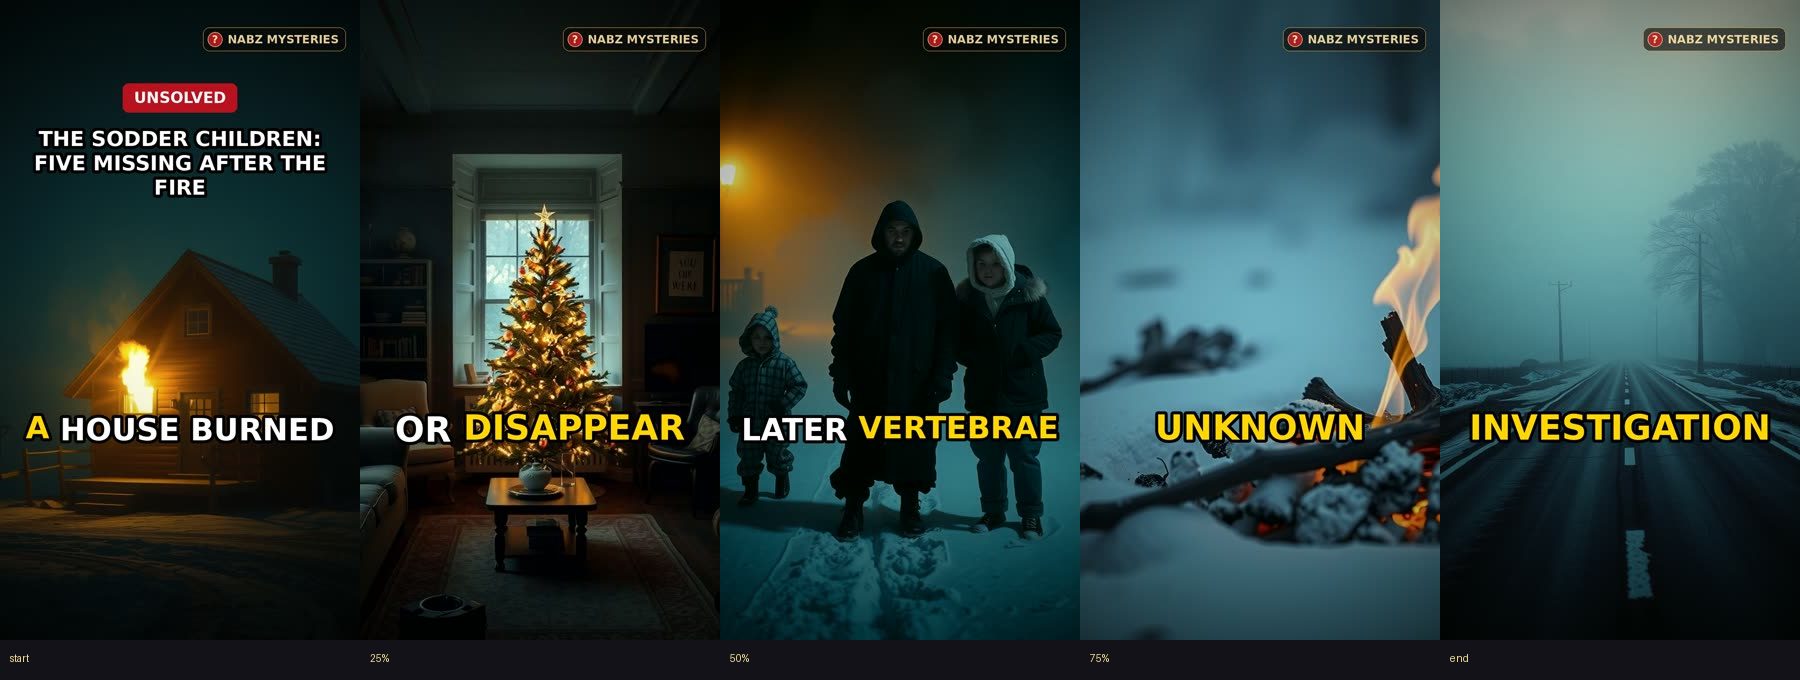 ? NABZ MYSTERIES
UNSOLVED
THE SODDER CHILDREN:
FIVE MISSING AFTER THE
FIRE
A HOUSE BURNED
start
? NABZ MYSTERIES
OR DISAPPEAR
25%
? NABZ MYSTERIES
LATER VERTEBRAE
50%
? NABZ MYSTERIES
UNKNOWN
75%
? NABZ MYSTERIES
INVESTIGATION
end